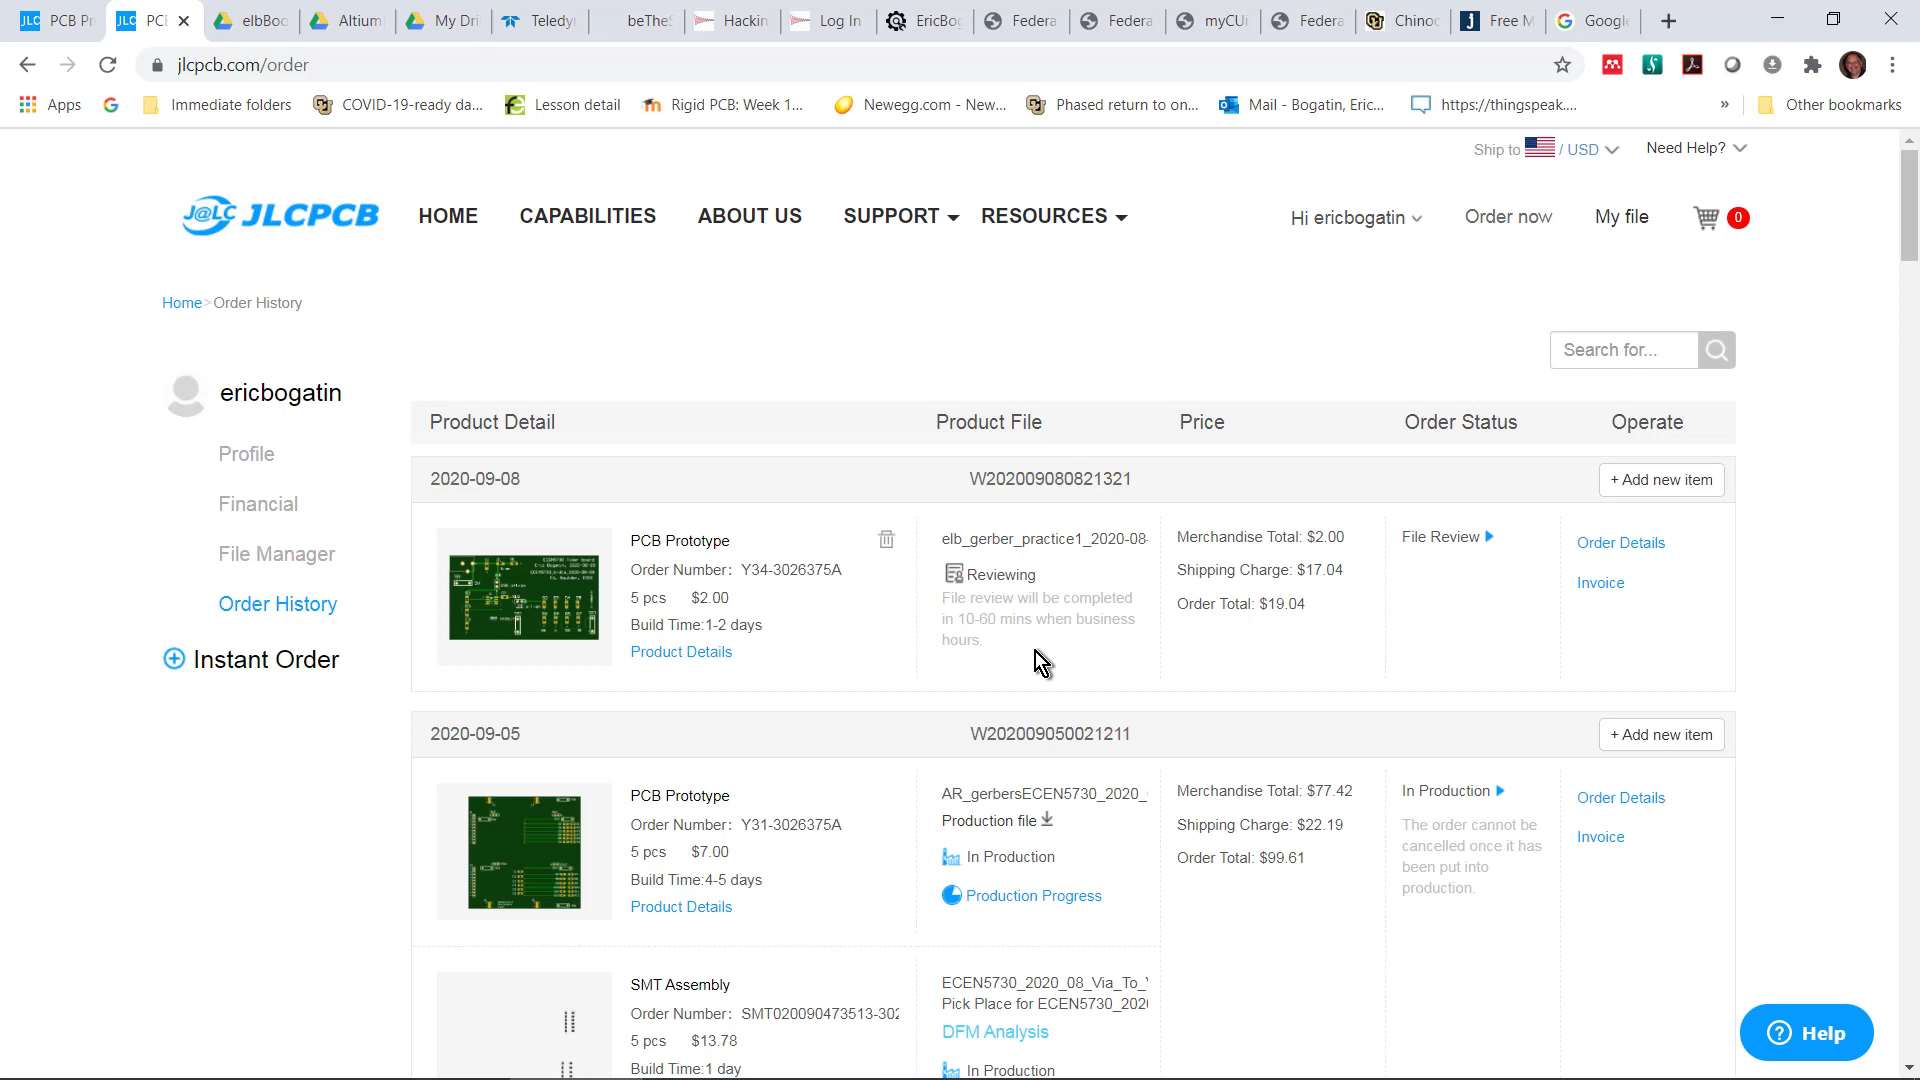 PCB Pr
PCB
elbBoo
Altium
My Dri
Teledy
beTheS
Hackin
Log In
EricBog
Federa
Federa
myCUi
Federa
Chinoo
Free M
Google
jlcpcb.com/order
Apps
Immediate folders
COVID-19-ready da...
Lesson detail
Rigid PCB: Week 1...
Newegg.com - New...
Phased return to on...
Mail - Bogatin, Eric...
https://thingspeak....
»
Other bookmarks
Ship to / USD
Need Help?
J@LC JLCPCB
HOME
CAPABILITIES
ABOUT US
SUPPORT
RESOURCES
Hi ericbogatin
Order now
My file
0
Home > Order History
Search for...
ericbogatin
Profile
Financial
File Manager
Order History
Instant Order
Product Detail
Product File
Price
Order Status
Operate
2020-09-08
W202009080821321
+ Add new item
PCB Prototype
Order Number: Y34-3026375A
5 pcs $2.00
Build Time:1-2 days
Product Details
elb_gerber_practice1_2020-08-
Reviewing
File review will be completed
in 10-60 mins when business
hours.
Merchandise Total: $2.00
Shipping Charge: $17.04
Order Total: $19.04
File Review
Order Details
Invoice
2020-09-05
W202009050021211
+ Add new item
PCB Prototype
Order Number: Y31-3026375A
5 pcs $7.00
Build Time:4-5 days
Product Details
AR_gerbersECEN5730_2020_
Production file
In Production
Production Progress
Merchandise Total: $77.42
Shipping Charge: $22.19
Order Total: $99.61
In Production
The order cannot be
cancelled once it has
been put into
production.
Order Details
Invoice
SMT Assembly
Order Number: SMT020090473513-302
5 pcs $13.78
Build Time:1 day
ECEN5730_2020_08_Via_To_
Pick Place for ECEN5730_2020
DFM Analysis
In Production
Help